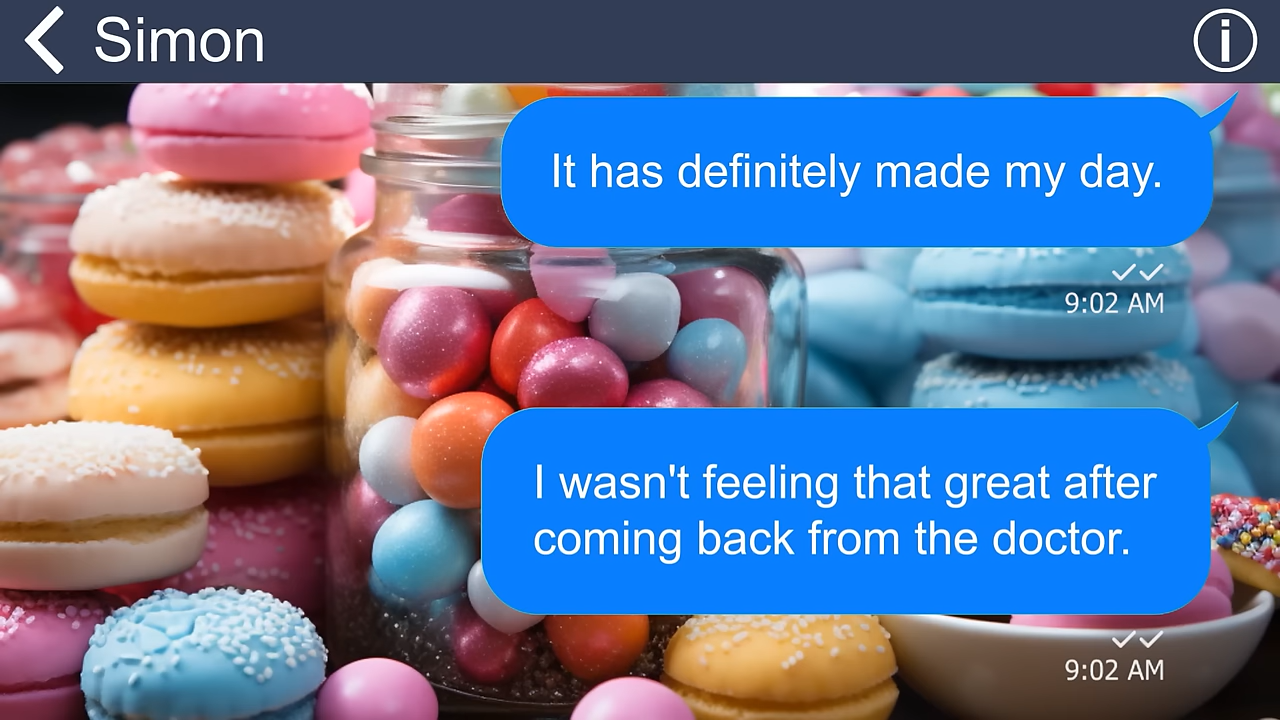 Simon
It has definitely made my day.
9:02 AM
I wasn't feeling that great after
coming back from the doctor.
9:02 AM